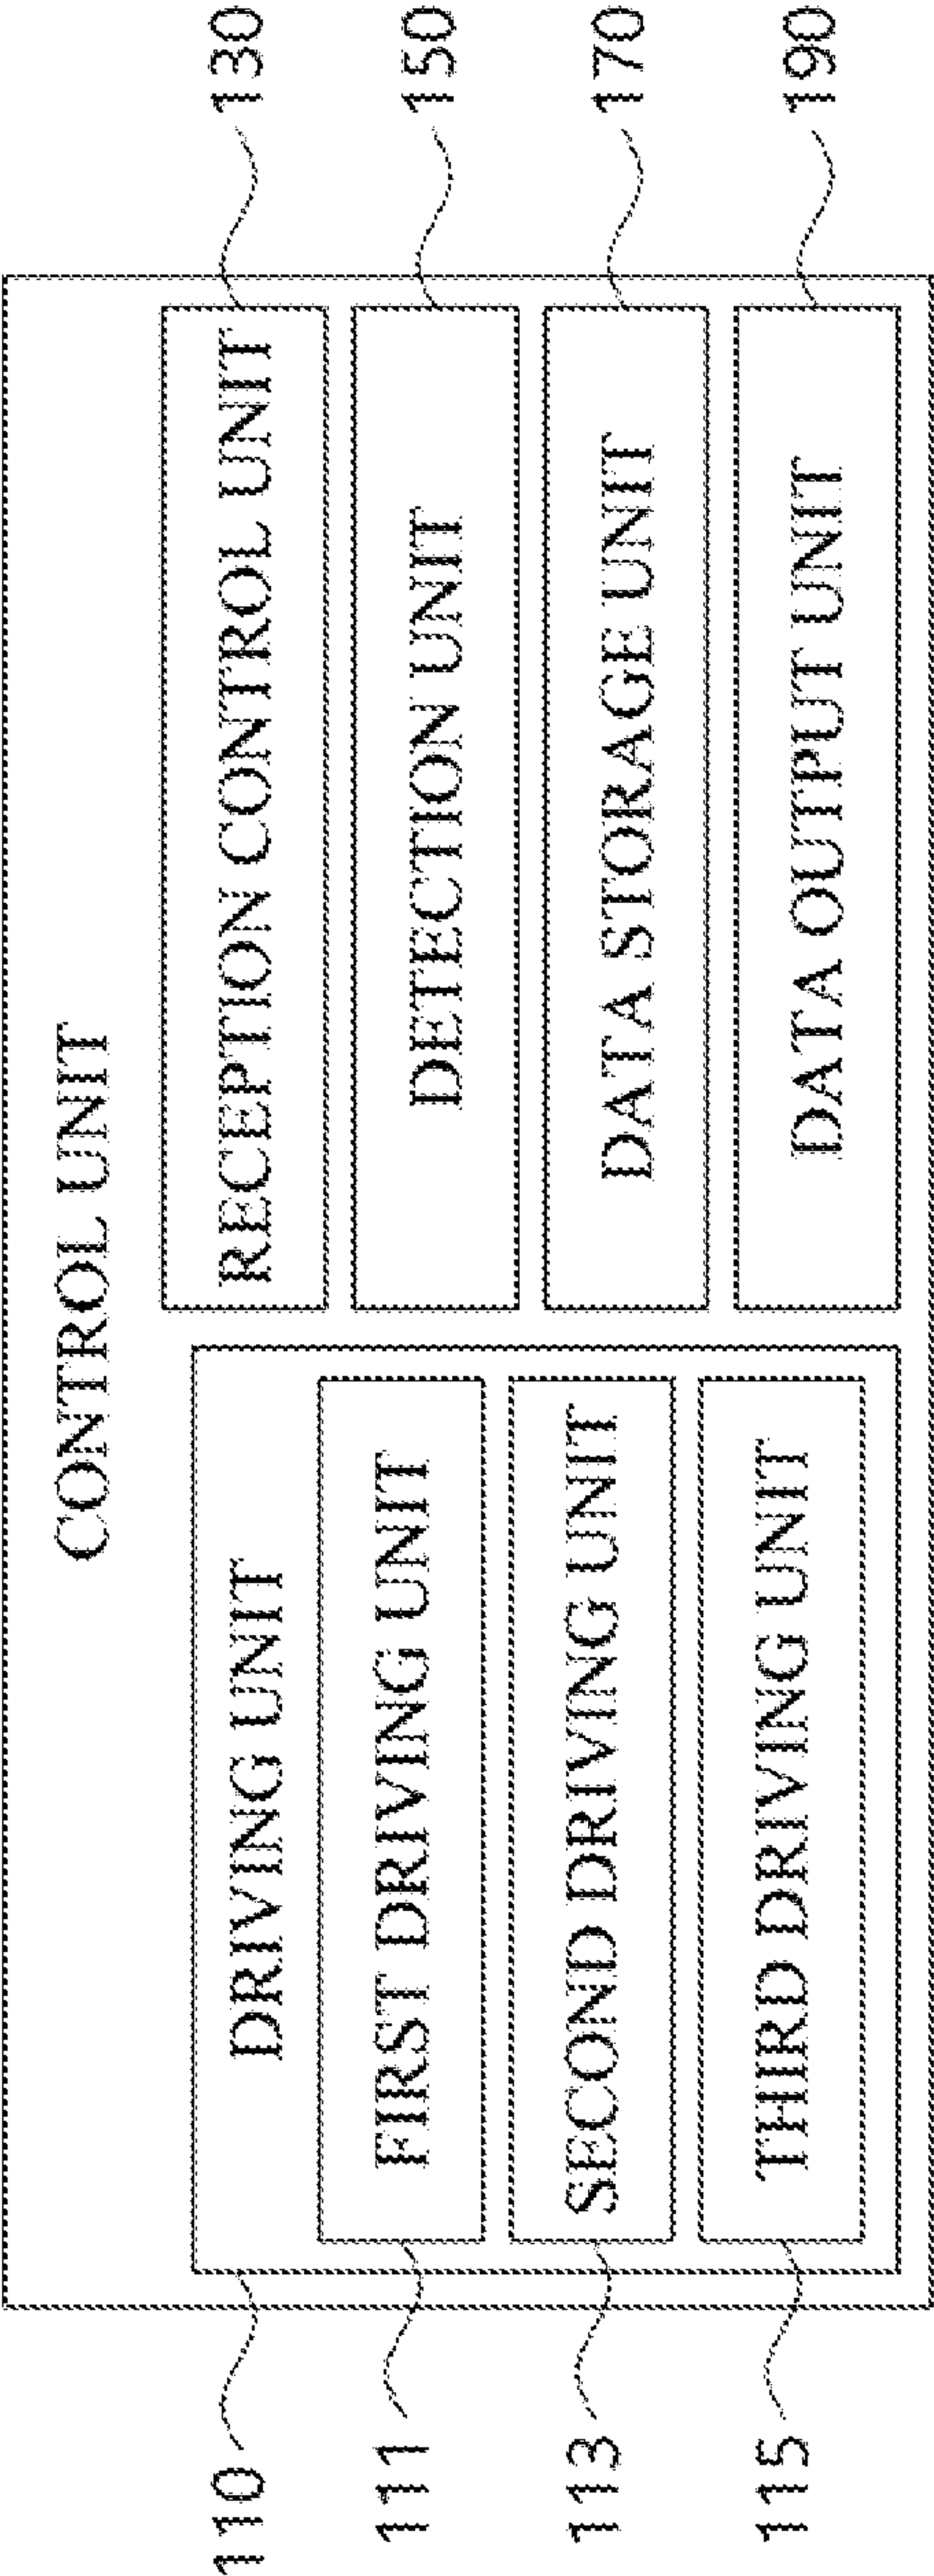 CONTROL UNIT
110
DRIVING UNIT
111
FIRST DRIVING UNIT
113
SECOND DRIVING UNIT
115
THIRD DRIVING UNIT
RECEPTION CONTROL UNIT
130
DETECTION UNIT
150
DATA STORAGE UNIT
170
DATA OUTPUT UNIT
190